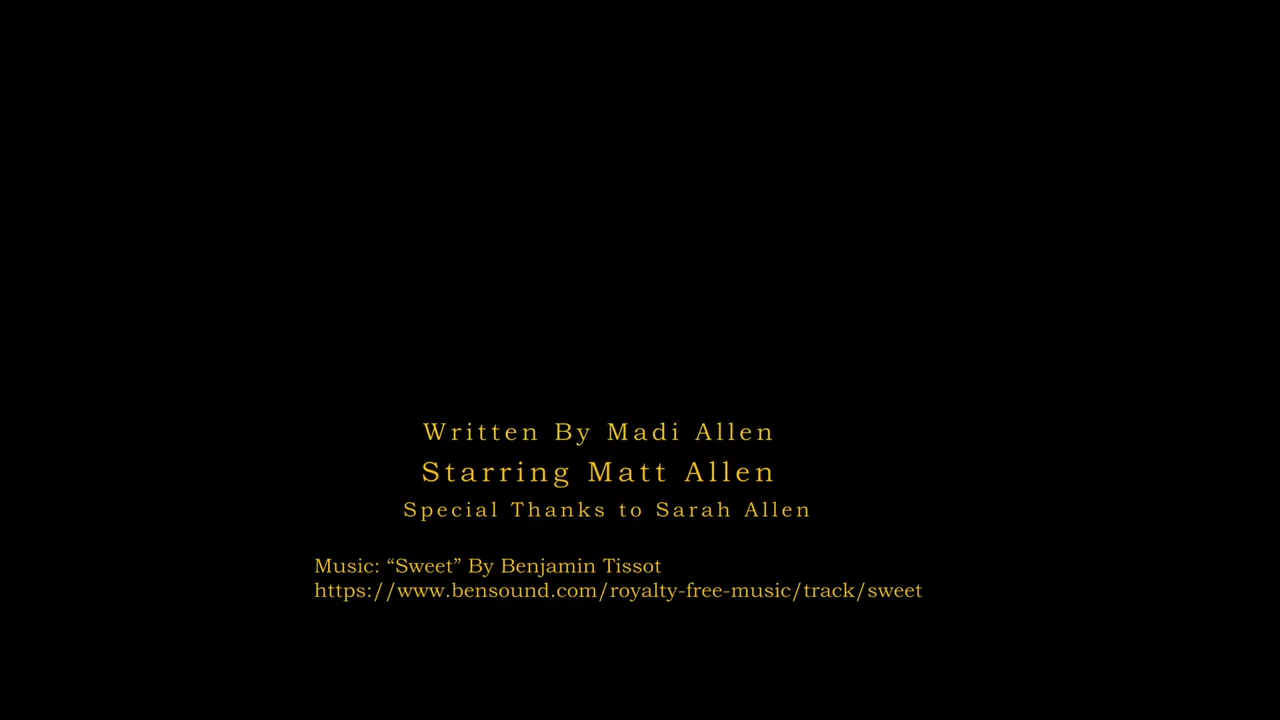 Written By Madi Allen
Starring Matt Allen
Special Thanks to Sarah Allen
Music: “Sweet” By Benjamin Tissot
https://www.bensound.com/royalty-free-music/track/sweet